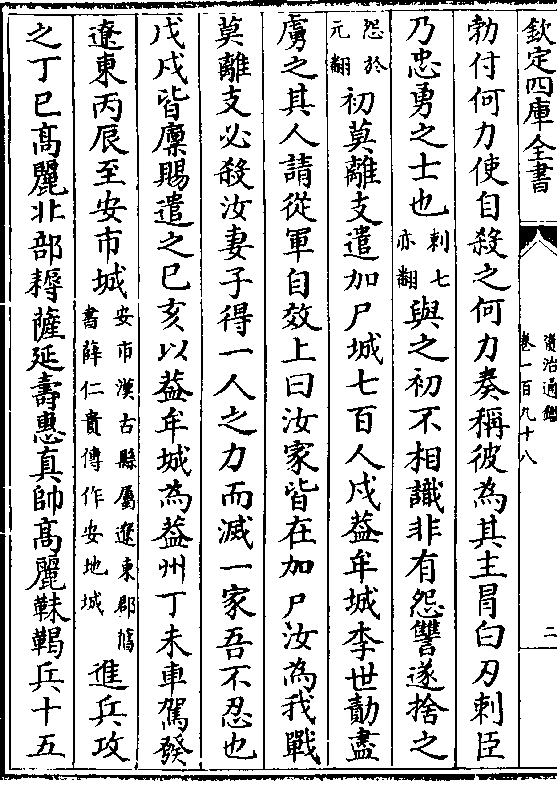 欽定四庫全書
資治通鑑
卷一百九十八
二
勃付何力使自殺之何力奏稱彼為其主冒白刃刺臣
乃忠勇之士也刺七亦翻與之初不相識非有怨讐遂捨之
怨於元翻初莫離支遣加尸城七百人戍葢牟城李世勣盡
虜之其人請從軍自效上曰汝家皆在加尸汝為我戰
莫離支必殺汝妻子得一人之力而滅一家吾不忍也
戊戌皆廪賜遣之己亥以葢牟城為葢州丁未車駕發
遼東丙辰至安市城安市漢古縣屬遼東郡舊書薛仁貴傳作安地城進兵攻
之丁巳高麗北部耨薩延壽惠真帥高麗靺鞨兵十五